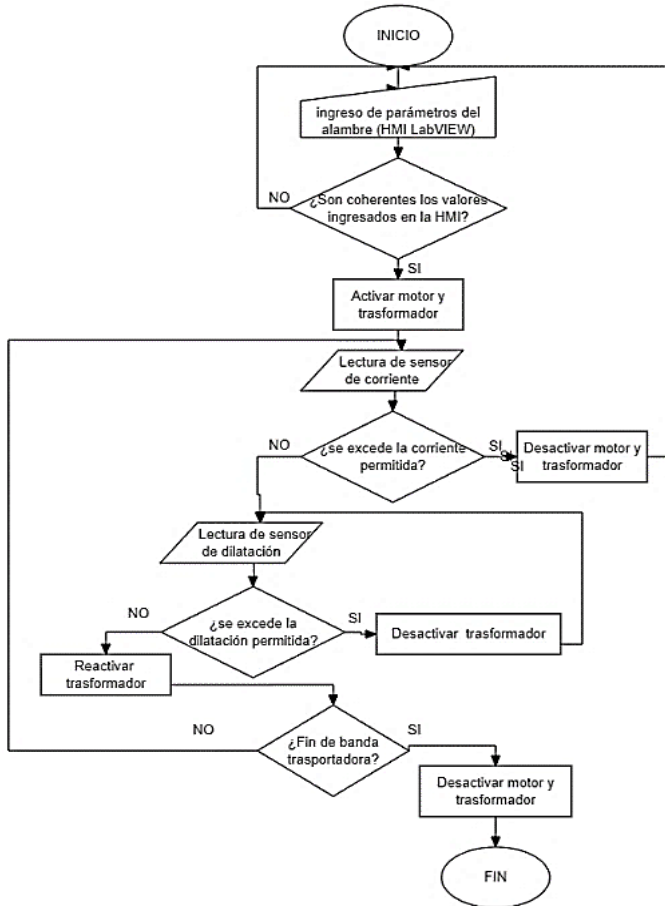 INICIO
ingreso de parámetros del
alambre (HMI LabVIEW)
NO
¿Son coherentes los valores
ingresados en la HMI?
SI
Activar motor y
trasformador
Lectura de sensor
de corriente
NO
¿se excede la corriente
permitida?
SI
SI
SI
Desactivar motor y
trasformador
Lectura de sensor
de dilatación
NO
¿se excede la
dilatación permitida?
SI
Desactivar trasformador
Reactivar
trasformador
NO
¿Fin de banda
trasportadora?
SI
Desactivar motor y
trasformador
FIN